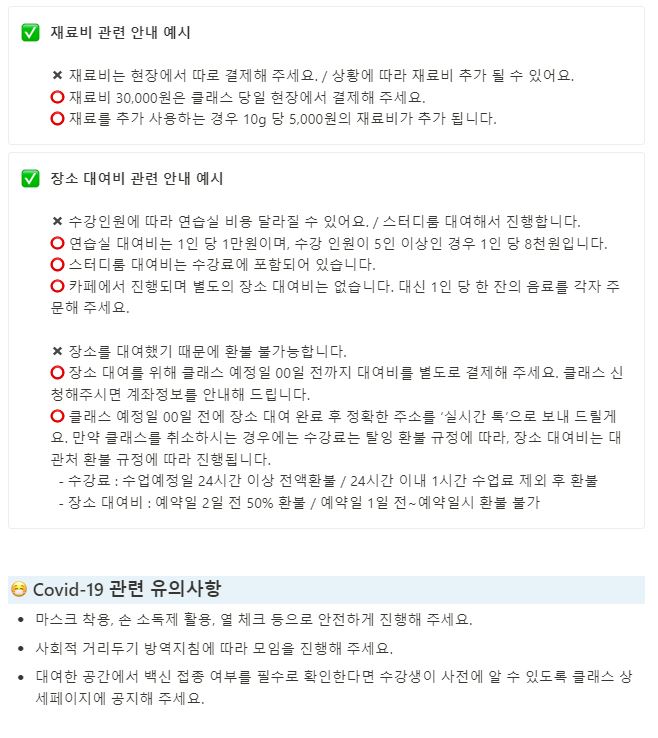 ✅ 재료비 관련 안내 예시
✖ 재료비는 현장에서 따로 결제해 주세요. / 상황에 따라 재료비 추가 될 수 있어요.
⭕ 재료비 30,000원은 클래스 당일 현장에서 결제해 주세요.
⭕ 재료를 추가 사용하는 경우 10g 당 5,000원의 재료비가 추가 됩니다.
✅ 장소 대여비 관련 안내 예시
✖ 수강인원에 따라 연습실 비용 달라질 수 있어요. / 스터디룸 대여해서 진행합니다.
⭕ 연습실 대여비는 1인 당 1만원이며, 수강 인원이 5인 이상인 경우 1인 당 8천원입니다.
⭕ 스터디룸 대여비는 수강료에 포함되어 있습니다.
⭕ 카페에서 진행되며 별도의 장소 대여비는 없습니다. 대신 1인 당 한 잔의 음료를 각자 주
문해 주세요.
✖ 장소를 대여했기 때문에 환불 불가능합니다.
⭕ 장소 대여를 위해 클래스 예정일 00일 전까지 대여비를 별도로 결제해 주세요. 클래스 신
청해주시면 계좌정보를 안내해 드립니다.
⭕ 클래스 예정일 00일 전에 장소 대여 완료 후 정확한 주소를 ‘실시간 톡’으로 보내 드릴게
요. 만약 클래스를 취소하시는 경우에는 수강료는 탈잉 환불 규정에 따라, 장소 대여비는 대
관처 환불 규정에 따라 진행됩니다.
- 수강료 : 수업예정일 24시간 이상 전액환불 / 24시간 이내 1시간 수업료 제외 후 환불
- 장소 대여비 : 예약일 2일 전 50% 환불 / 예약일 1일 전~예약일시 환불 불가
😷 Covid-19 관련 유의사항
• 마스크 착용, 손 소독제 활용, 열 체크 등으로 안전하게 진행해 주세요.
• 사회적 거리두기 방역지침에 따라 모임을 진행해 주세요.
• 대여한 공간에서 백신 접종 여부를 필수로 확인한다면 수강생이 사전에 알 수 있도록 클래스 상
세페이지에 공지해 주세요.